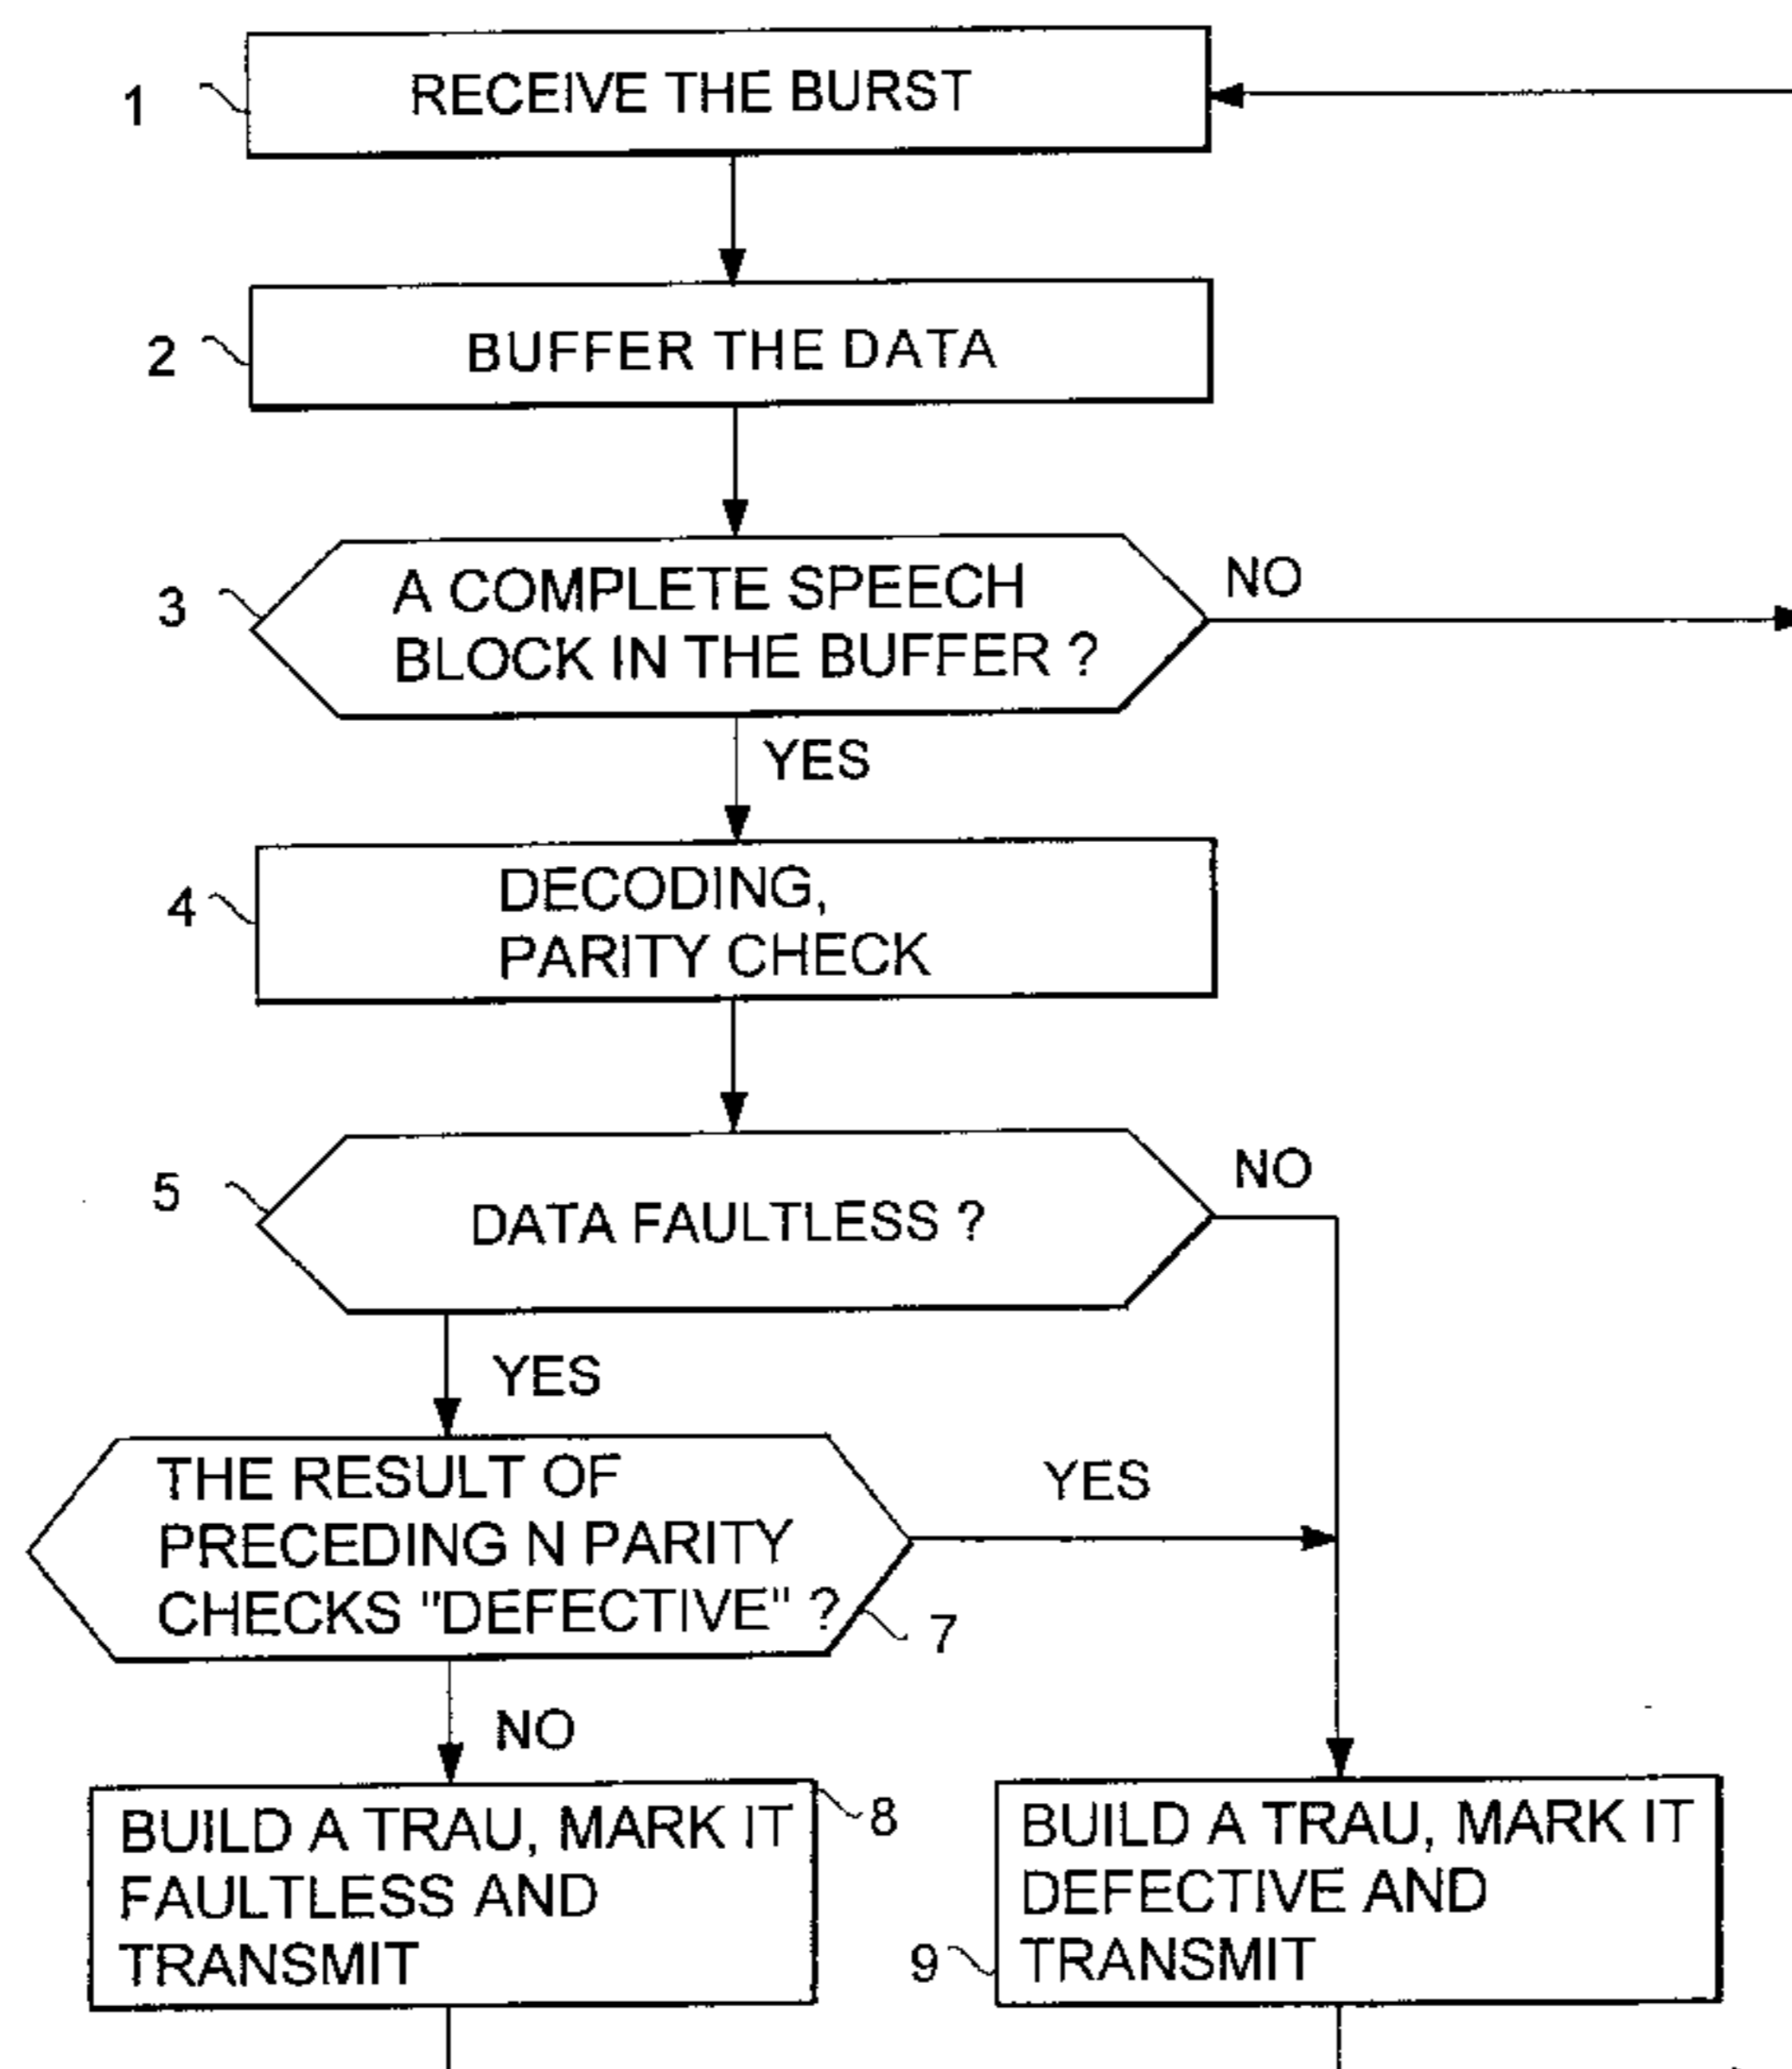 1
RECEIVE THE BURST
2
BUFFER THE DATA
3
A COMPLETE SPEECH
BLOCK IN THE BUFFER ?
NO
YES
4
DECODING,
PARITY CHECK
5
DATA FAULTLESS ?
NO
YES
THE RESULT OF
PRECEDING N PARITY
CHECKS "DEFECTIVE" ?
YES
7
NO
BUILD A TRAU, MARK IT
FAULTLESS AND
TRANSMIT
8
BUILD A TRAU, MARK IT
DEFECTIVE AND
TRANSMIT
9